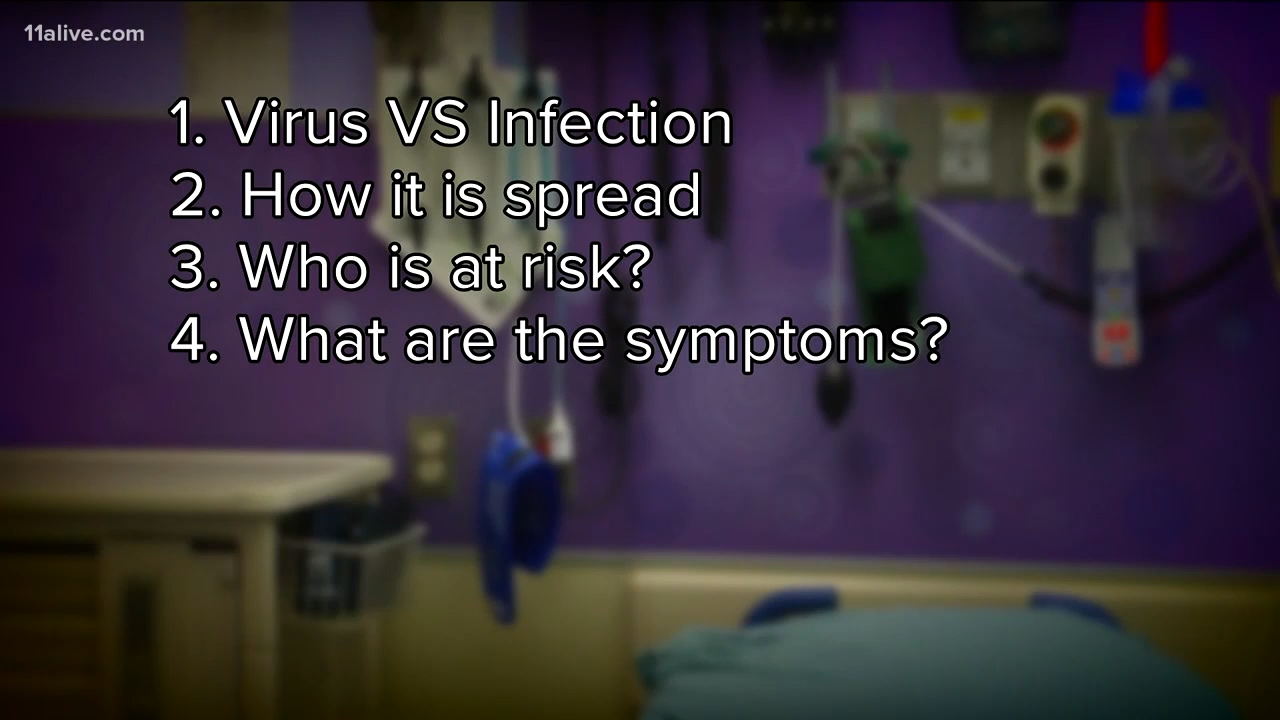 11alive.com
1. Virus VS Infection
2. How it is spread
3. Who is at risk?
4. What are the symptoms?